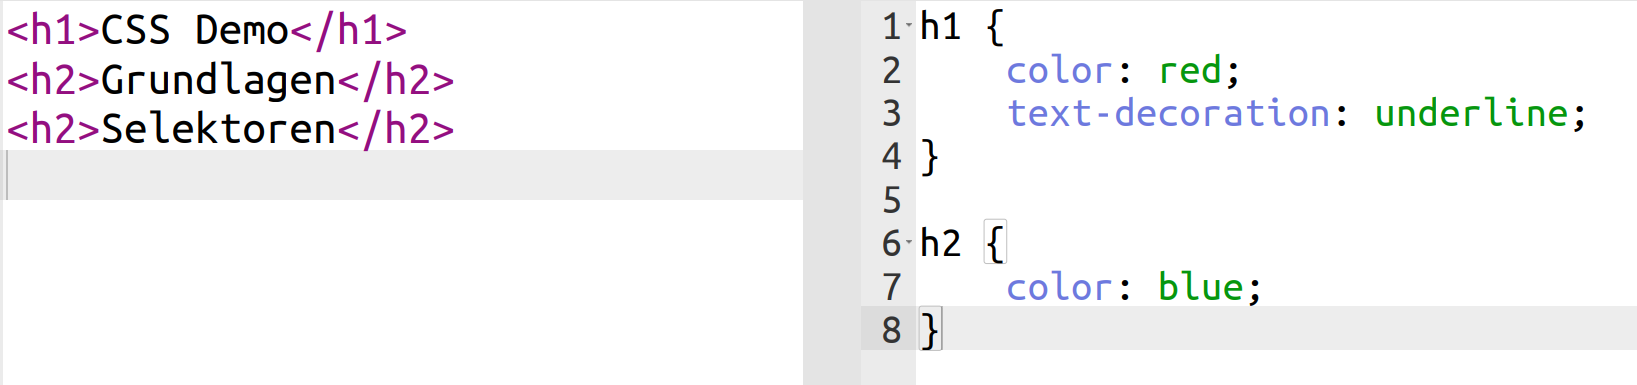 <h1>CSS Demo</h1>
<h2>Grundlagen</h2>
<h2>Selektoren</h2>
1 h1 {
2 color: red;
3 text-decoration: underline;
4 }
5
6 h2 {
7 color: blue;
8 }